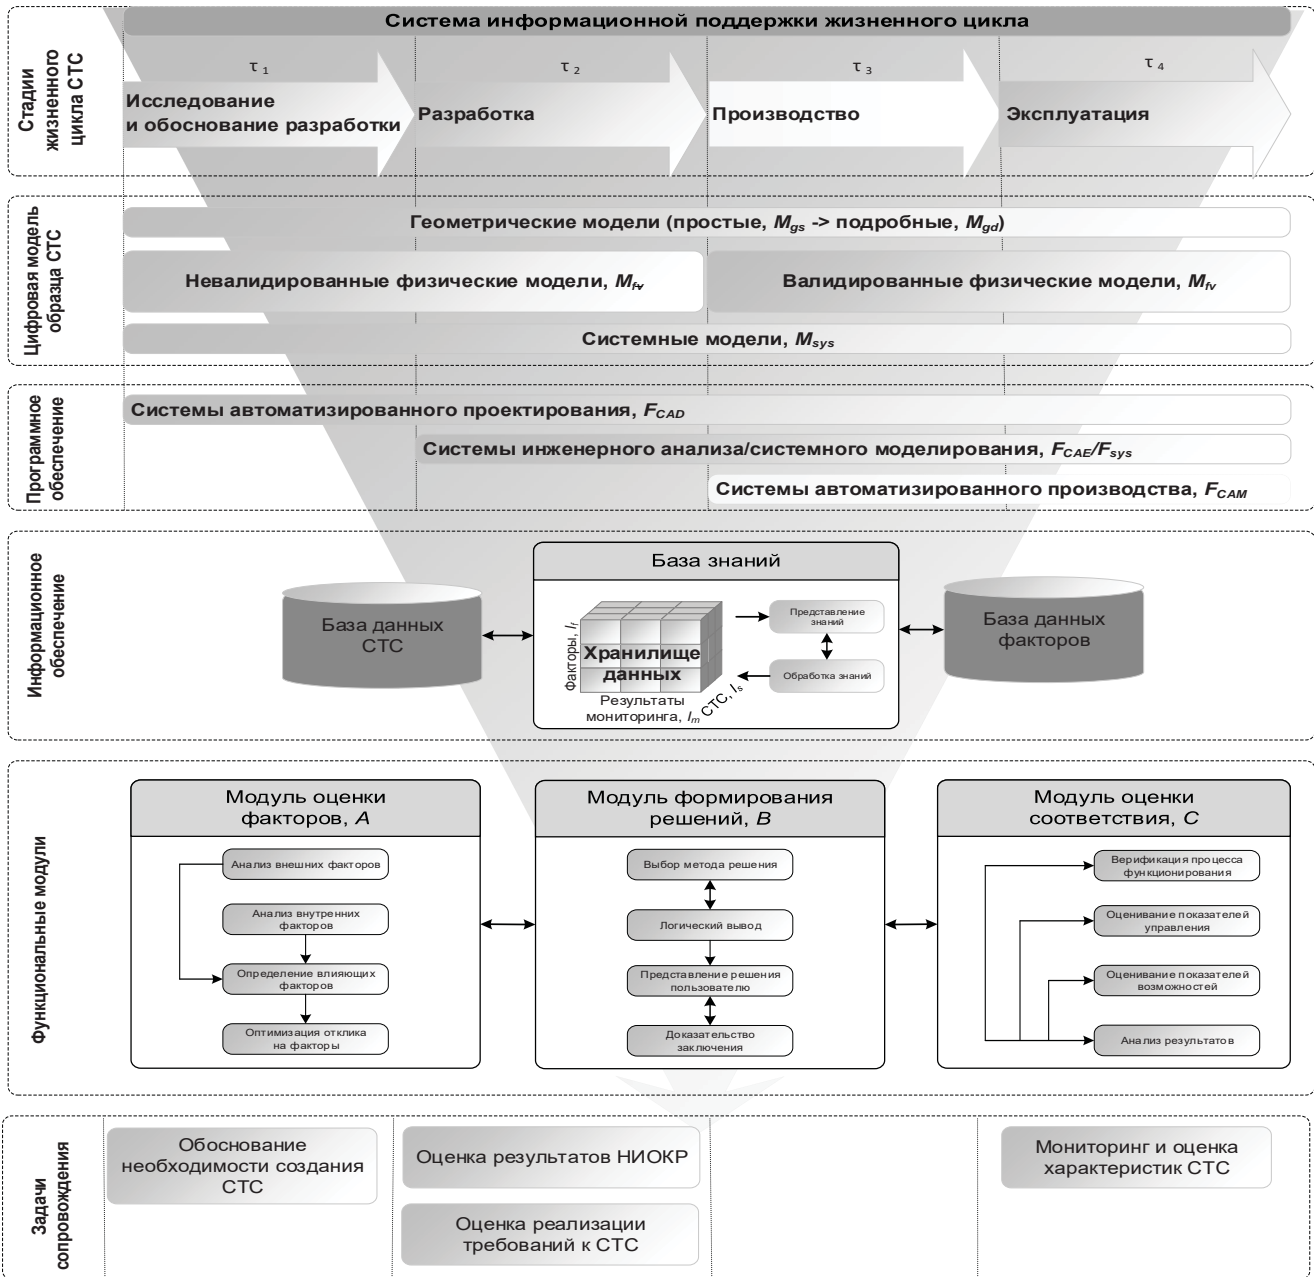 Система информационной поддержки жизненного цикла
Стадии
жизненного
цикла СТС
τ 1
τ 2
τ 3
τ 4
Исследование
и обоснование разработки
Разработка
Производство
Эксплуатация
Цифровая модель
образца СТС
Геометрические модели (простые, Mgs -> подробные, Mgd)
Невалидированные физические модели, Mfv
Валидированные физические модели, Mfv
Системные модели, Msys
Программное
обеспечение
Системы автоматизированного проектирования, FCAD
Системы инженерного анализа/системного моделирования, FCAE/Fsys
Системы автоматизированного производства, FCAM
Информационное
обеспечение
База данных
СТС
База знаний
Факторы, If
Хранилище
данных
Результаты
мониторинга, Im
СТС, Is
Представление
знаний
Обработка знаний
База данных
факторов
Функциональные модули
Модуль оценки
факторов, A
Анализ внешних факторов
Анализ внутренних
факторов
Определение влияющих
факторов
Оптимизация отклика
на факторы
Модуль формирования
решений, B
Выбор метода решения
Логический вывод
Представление решения
пользователю
Доказательство
заключения
Модуль оценки
соответствия, C
Верификация процесса
функционирования
Оценивание показателей
управления
Оценивание показателей
возможностей
Анализ результатов
Задачи
сопровождения
Обоснование
необходимости создания
СТС
Оценка результатов НИОКР
Оценка реализации
требований к СТС
Мониторинг и оценка
характеристик СТС